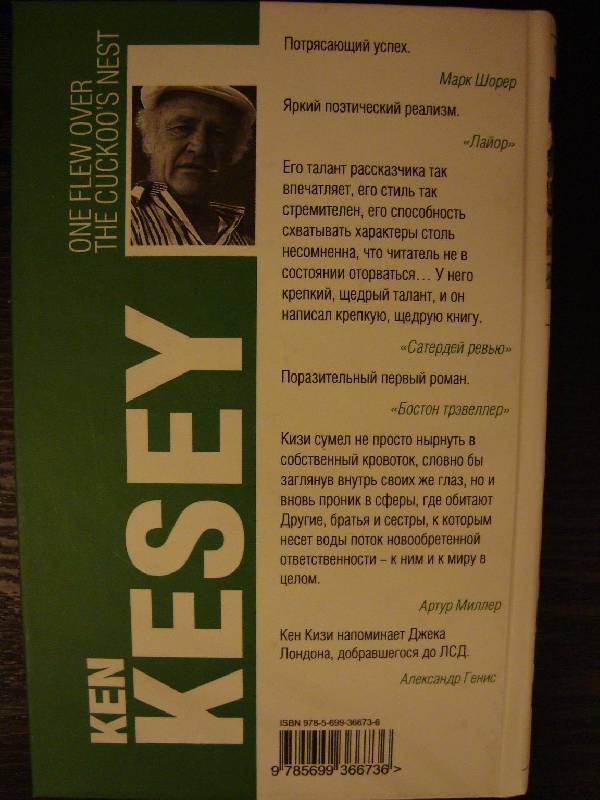 ONE FLEW OVER
THE CUCKOO'S NEST
KEN
KESEY
Потрясающий успех.
Марк Шорер
Яркий поэтический реализм.
«Лайор»
Его талант рассказчика так
впечатляет, его стиль так
стремителен, его способность
схватывать характеры столь
несомненна, что читатель не в
состоянии оторваться... У него
крепкий, щедрый талант, и он
написал крепкую, щедрую книгу.
«Сатердей ревью»
Поразительный первый роман.
«Бостон трэвеллер»
Кизи сумел не просто нырнуть в
собственный кровоток, словно бы
заглянув внутрь своих же глаз, но и
вновь проник в сферы, где обитают
Другие, братья и сестры, к которым
несет воды поток новообретенной
ответственности – к ним и к миру в
целом.
Артур Миллер
Кен Кизи напоминает Джека
Лондона, добравшегося до ЛСД.
Александр Генис
ISBN 978-5-699-36673-6
9 785699 366736>